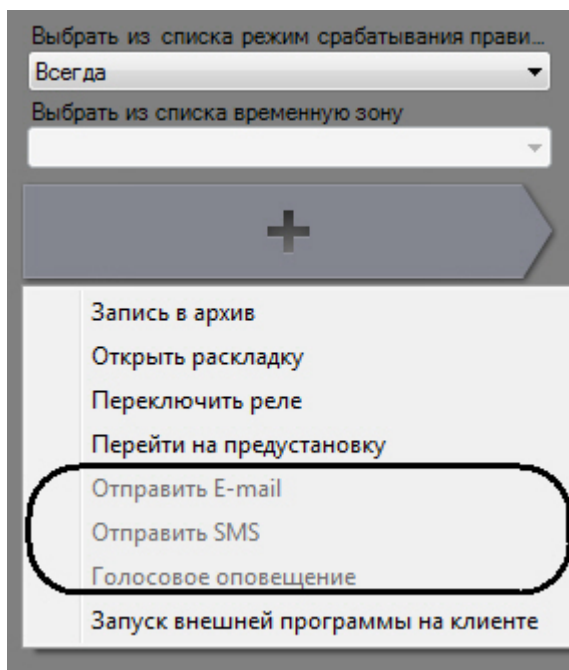 Выбрать из списка режим срабатывания прави...
Всегда
Выбрать из списка временную зону
Запись в архив
Открыть раскладку
Переключить реле
Перейти на предустановку
Отправить E-mail
Отправить SMS
Голосовое оповещение
Запуск внешней программы на клиенте